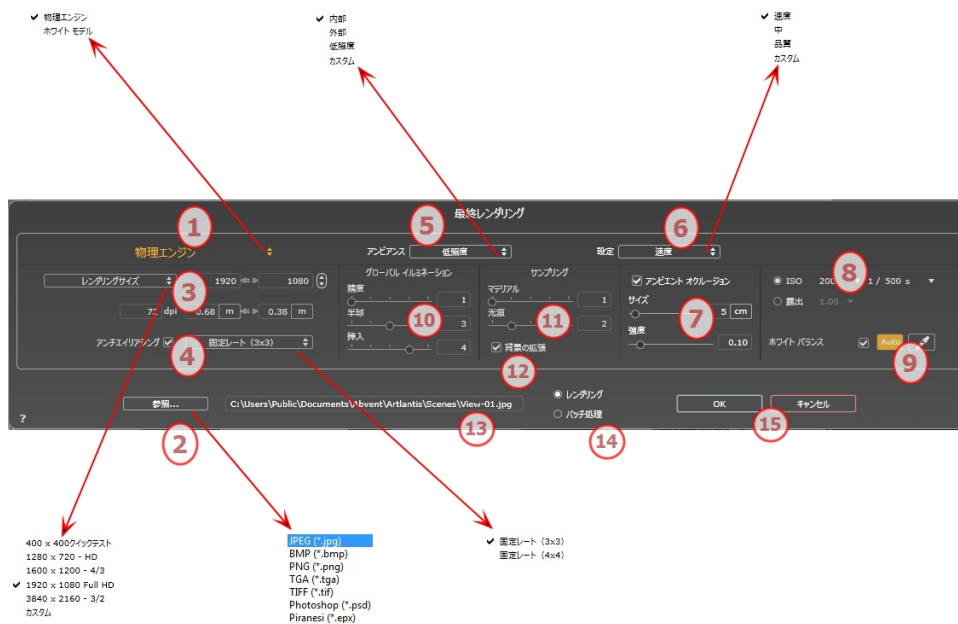 ✔ 物理エンジン
ホワイト モデル
✔ 内部
外部
低照度
カスタム
✔ 速度
中
品質
カスタム
最終レンダリング
1
物理エンジン
5
アンビアンス 低照度
6
設定 速度
レンダリングサイズ
3
1920 1080
72 dpi 0.68 m 0.38 m
アンチエイリアシング 固定レート（3x3）
4
グローバル イルミネーション
精度 1
半球 3
挿入 4
10
サンプリング
マテリアル 1
光源 2
11
背景の拡張
12
アンビエント オクルージョン
サイズ 5 cm
強度 0.10
7
ISO 200 1 / 500 s
8
露出 1.00
ホワイト バランス Auto
9
参照...
2
C:\Users\Public\Documents\Abvent\Artlantis\Scenes\View-01.jpg
13
レンダリング
バッチ処理
14
OK キャンセル
15
?
400 x 400クイックテスト
1280 x 720 - HD
1600 x 1200 - 4/3
✔ 1920 x 1080 Full HD
3840 x 2160 - 3/2
カスタム
JPEG (*.jpg)
BMP (*.bmp)
PNG (*.png)
TGA (*.tga)
TIFF (*.tif)
Photoshop (*.psd)
Piranesi (*.epx)
✔ 固定レート（3x3）
固定レート（4x4）